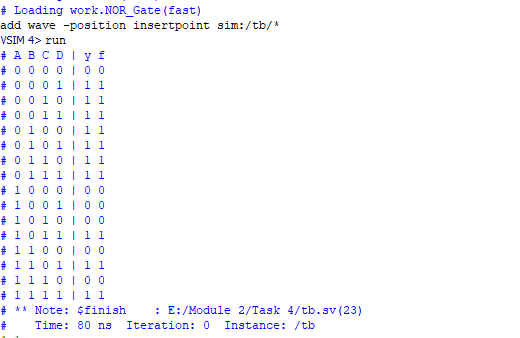 # Loading work.NOR_Gate(fast)
add wave -position insertpoint sim:/tb/*
VSIM 4> run
# A B C D | y f
# 0 0 0 0 | 0 0
# 0 0 0 1 | 1 1
# 0 0 1 0 | 1 1
# 0 0 1 1 | 1 1
# 0 1 0 0 | 1 1
# 0 1 0 1 | 1 1
# 0 1 1 0 | 1 1
# 0 1 1 1 | 1 1
# 1 0 0 0 | 0 0
# 1 0 0 1 | 0 0
# 1 0 1 0 | 0 0
# 1 0 1 1 | 1 1
# 1 1 0 0 | 0 0
# 1 1 0 1 | 1 1
# 1 1 1 0 | 0 0
# 1 1 1 1 | 1 1
# ** Note: $finish    : E:/Module 2/Task 4/tb.sv(23)
#    Time: 80 ns  Iteration: 0  Instance: /tb